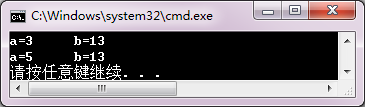 C:\Windows\system32\cmd.exe
a=3     b=13
a=5     b=13
请按任意键继续. . .